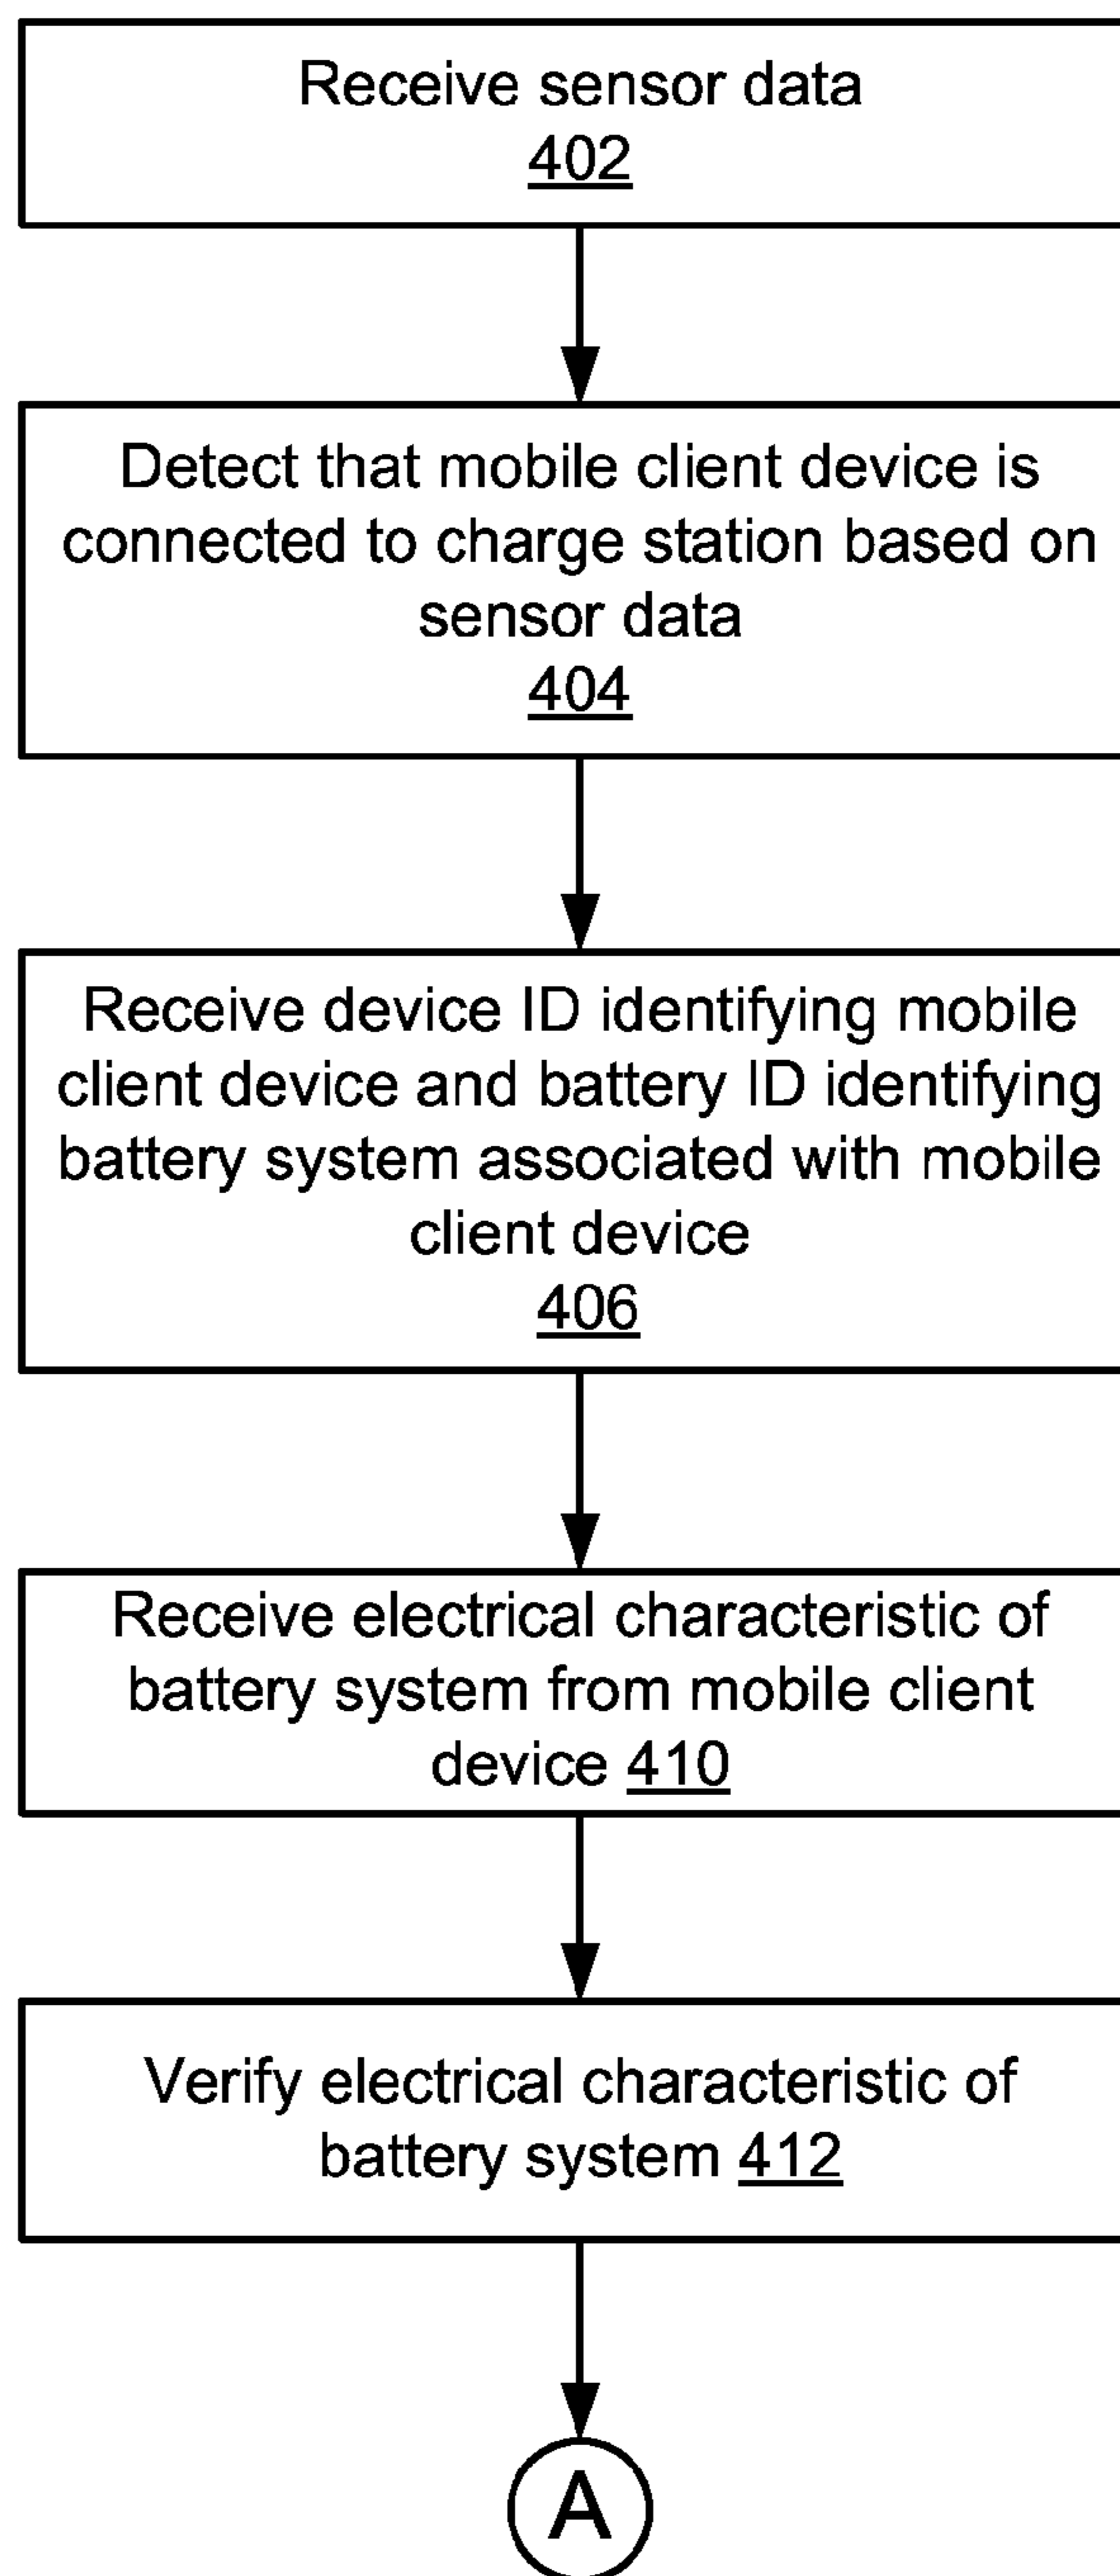 Receive sensor data
402
Detect that mobile client device is
connected to charge station based on
sensor data
404
Receive device ID identifying mobile
client device and battery ID identifying
battery system associated with mobile
client device
406
Receive electrical characteristic of
battery system from mobile client
device 410
Verify electrical characteristic of
battery system 412
A